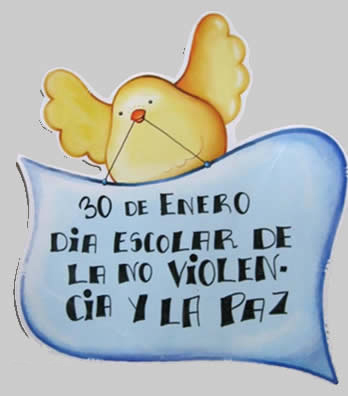 30 DE ENERO
DIA ESCOLAR DE
LA NO VIOLEN-
CIA Y LA PAZ